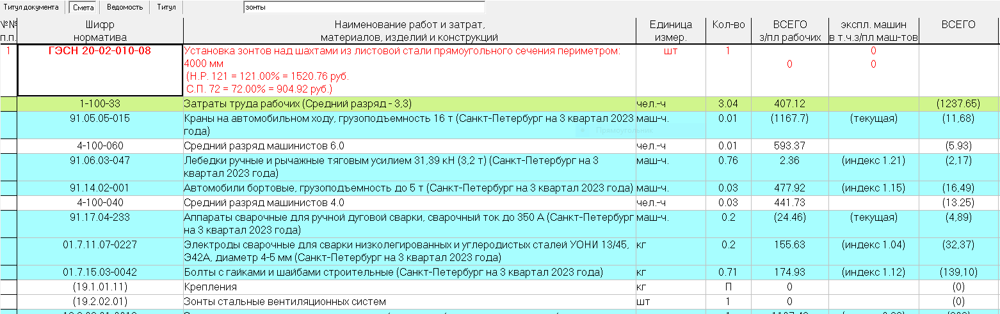 Титул документа Смета Ведомость Титул зонты
№№ Шифр Наименование работ и затрат, Единица Кол-во ВСЕГО экспл. машин ВСЕГО
п.п. норматива материалов, изделий и конструкций измер. з/пл рабочих в т.ч.з/пл маш-тов
1 ГЭСН 20-02-010-08 Установка зонтов над шахтами из листовой стали прямоугольного сечения периметром: шт 1 0
4000 мм 0 0
(Н.Р. 121 = 121.00% = 1520.76 руб.
С.П. 72 = 72.00% = 904.92 руб.)
1-100-33 Затраты труда рабочих (Средний разряд - 3,3) чел.-ч 3.04 407.12 (1237.65)
91.05.05-015 Краны на автомобильном ходу, грузоподъемность 16 т (Санкт-Петербург на 3 квартал 2023 маш-ч. 0.01 (1167.7) (текущая) (11,68)
года) Прямоугольник
4-100-060 Средний разряд машинистов 6.0 чел.-ч 0.01 593.37 (5.93)
91.06.03-047 Лебедки ручные и рычажные тяговым усилием 31,39 кН (3,2 т) (Санкт-Петербург на 3 маш-ч. 0.76 2.36 (индекс 1.21) (2,17)
квартал 2023 года)
91.14.02-001 Автомобили бортовые, грузоподъемность до 5 т (Санкт-Петербург на 3 квартал 2023 года) маш-ч. 0.03 477.92 (индекс 1.15) (16,49)
4-100-040 Средний разряд машинистов 4.0 чел.-ч 0.03 441.73 (13.25)
91.17.04-233 Аппараты сварочные для ручной дуговой сварки, сварочный ток до 350 А (Санкт-Петербург маш-ч. 0.2 (24.46) (текущая) (4,89)
на 3 квартал 2023 года)
01.7.11.07-0227 Электроды сварочные для сварки низколегированных и углеродистых сталей УОНИ 13/45, кг 0.2 155.63 (индекс 1.04) (32,37)
Э42А, диаметр 4-5 мм (Санкт-Петербург на 3 квартал 2023 года)
01.7.15.03-0042 Болты с гайками и шайбами строительные (Санкт-Петербург на 3 квартал 2023 года) кг 0.71 174.93 (индекс 1.12) (139,10)
(19.1.01.11) Крепления кг П 0 (0)
(19.2.02.01) Зонты стальные вентиляционных систем шт 1 0 (0)